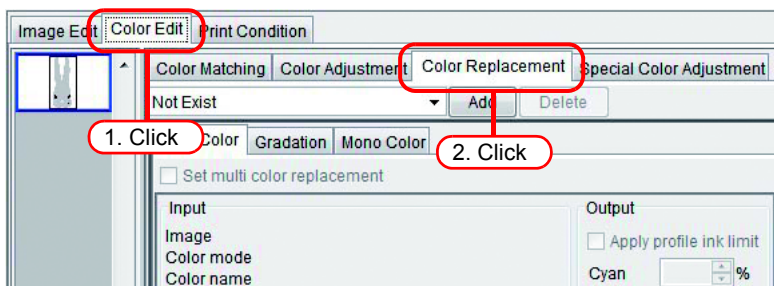 Image Edit Color Edit Print Condition
Color Matching Color Adjustment Color Replacement Special Color Adjustment
Not Exist Add Delete
1. Click Color Gradation Mono Color 2. Click
Set multi color replacement
Input Output
Image Apply profile ink limit
Color mode
Cyan %
Color name